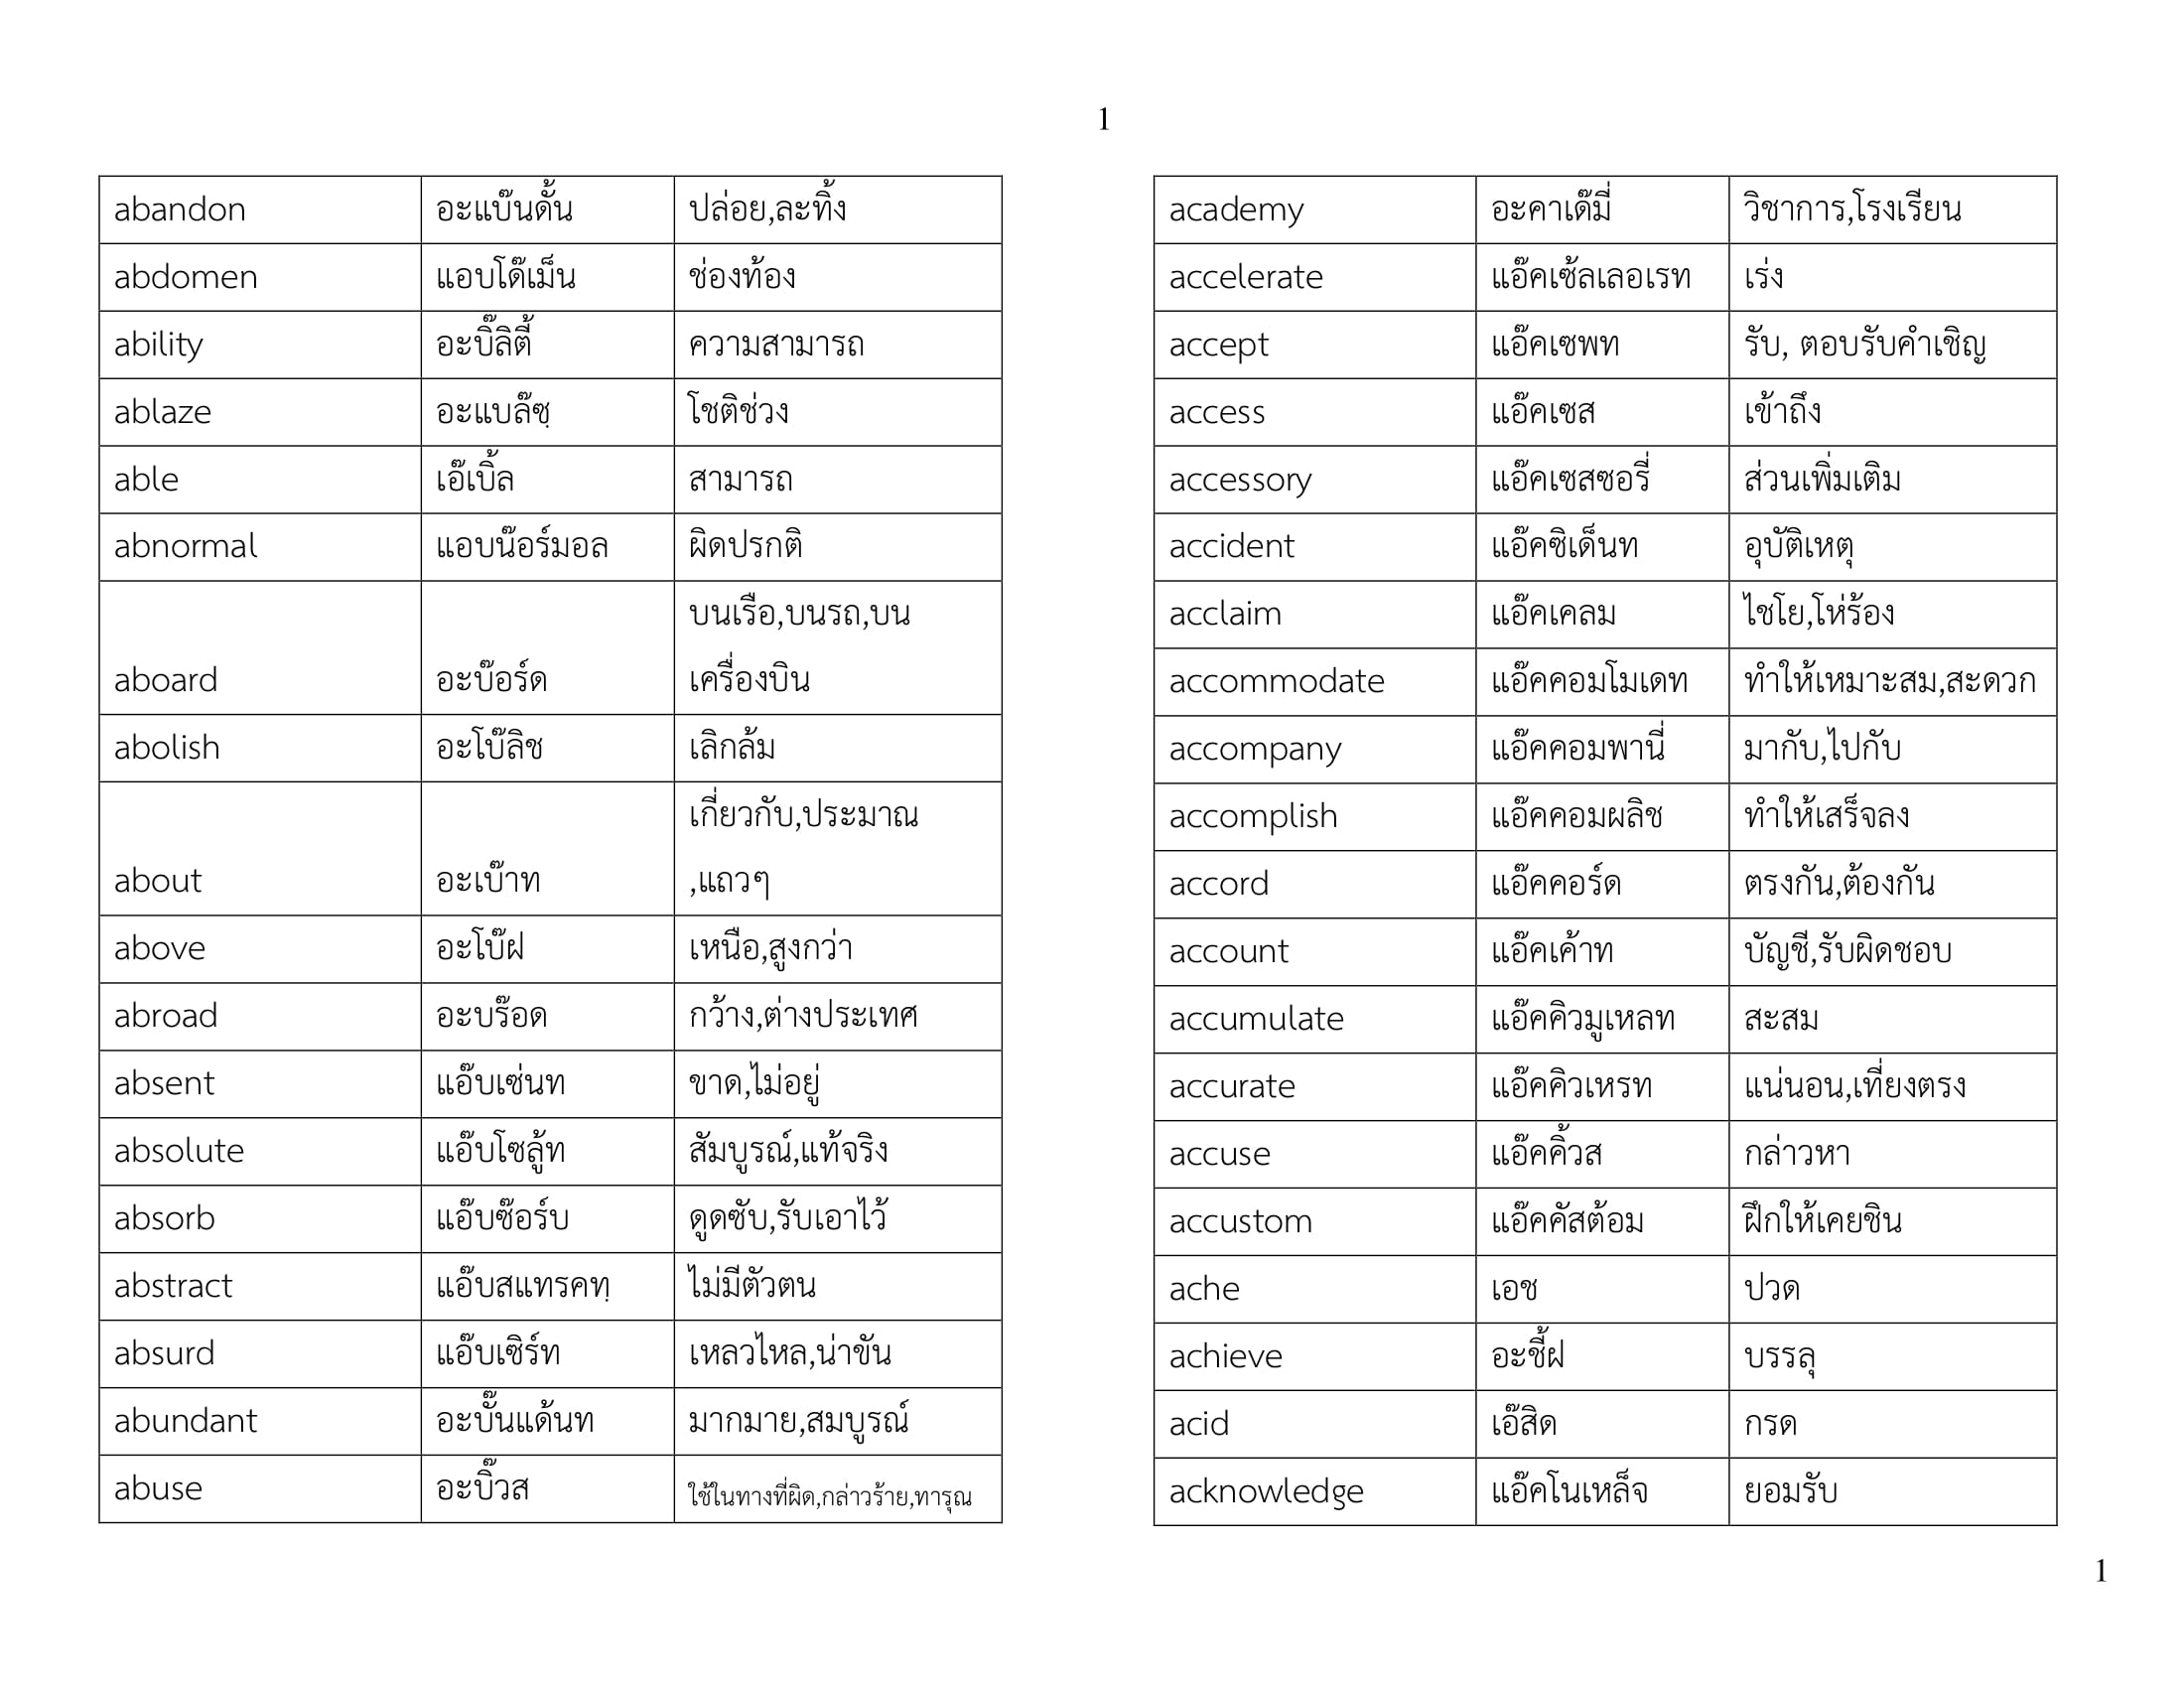 1
abandon อะแบ๊นดั้น ปล่อย,ละทิ้ง
abdomen แอบโด๊เม็น ช่องท้อง
ability อะบิ๊ลิตี้ ความสามารถ
ablaze อะแบล๊ซฺ โชติช่วง
able เอ๊เบิ้ล สามารถ
abnormal แอบน๊อร์มอล ผิดปรกติ
บนเรือ,บนรถ,บน
aboard อะบ๊อร์ด เครื่องบิน
abolish อะโบ๊ลิช เลิกล้ม
เกี่ยวกับ,ประมาณ
about อะเบ๊าท ,แถวๆ
above อะโบ๊ฝ เหนือ,สูงกว่า
abroad อะบร๊อด กว้าง,ต่างประเทศ
absent แอ๊บเซ่นท ขาด,ไม่อยู่
absolute แอ๊บโซลู้ท สัมบูรณ์,แท้จริง
absorb แอ๊บซ๊อร์บ ดูดซับ,รับเอาไว้
abstract แอ๊บสแทรคทฺ ไม่มีตัวตน
absurd แอ๊บเซิร์ท เหลวไหล,น่าขัน
abundant อะบั๊นแด้นท มากมาย,สมบูรณ์
abuse อะบิ๊วส ใช้ในทางที่ผิด,กล่าวร้าย,ทารุณ
academy อะคาเด๊มี่ วิชาการ,โรงเรียน
accelerate แอ๊คเซ้ลเลอเรท เร่ง
accept แอ๊คเซพท รับ, ตอบรับคำเชิญ
access แอ๊คเซส เข้าถึง
accessory แอ๊คเซสซอรี่ ส่วนเพิ่มเติม
accident แอ๊คซิเด็นท อุบัติเหตุ
acclaim แอ๊คเคลม ไชโย,โห่ร้อง
accommodate แอ๊คคอมโมเดท ทำให้เหมาะสม,สะดวก
accompany แอ๊คคอมพานี่ มากับ,ไปกับ
accomplish แอ๊คคอมผลิช ทำให้เสร็จลง
accord แอ๊คคอร์ด ตรงกัน,ต้องกัน
account แอ๊คเค้าท บัญชี,รับผิดชอบ
accumulate แอ๊คคิวมูเหลท สะสม
accurate แอ๊คคิวเหรท แน่นอน,เที่ยงตรง
accuse แอ๊คคิ้วส กล่าวหา
accustom แอ๊คคัสต้อม ฝึกให้เคยชิน
ache เอช ปวด
achieve อะชี้ฝ บรรลุ
acid เอ๊สิด กรด
acknowledge แอ๊คโนเหล็จ ยอมรับ
1